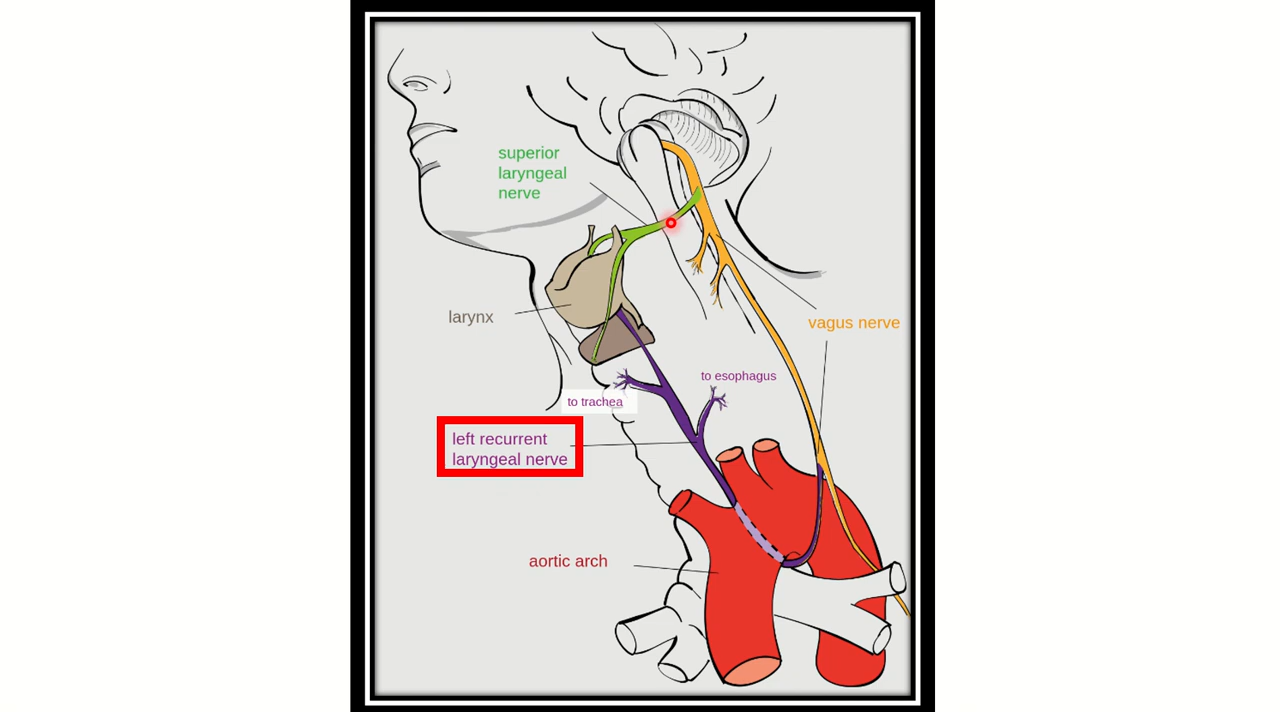 superior
laryngeal
nerve
larynx
vagus nerve
to esophagus
to trachea
left recurrent
laryngeal nerve
aortic arch